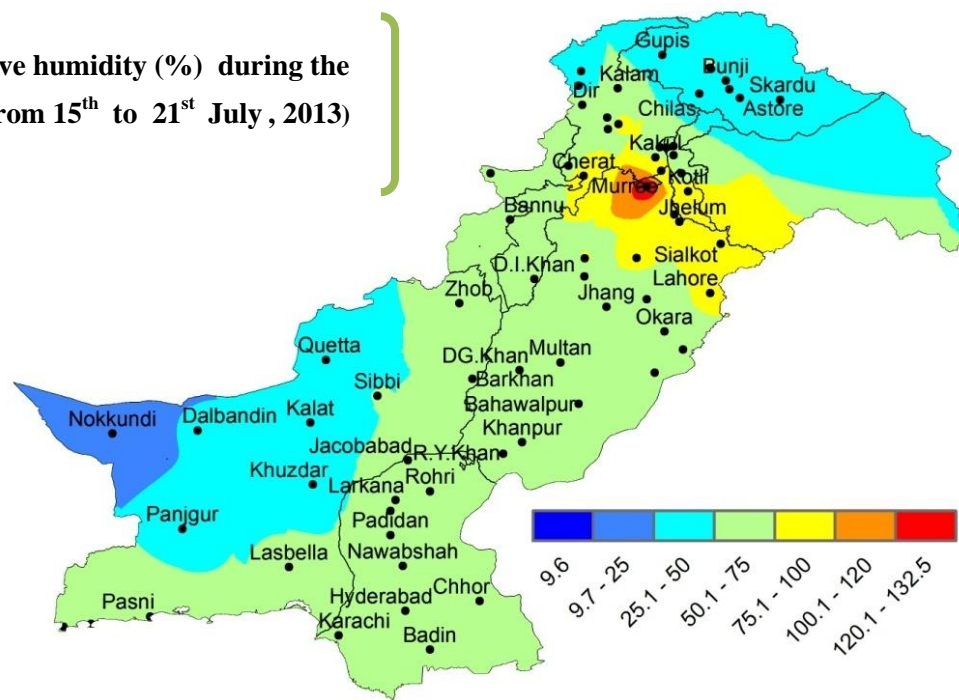 ve humidity (%) during the
rom 15th to 21st July , 2013)
Gupis
Bunji
Kalam
Skardu
Dir
Chilas
Astore
Kakul
Cherat
Murree
Kotli
Bannu
Jhelum
Sialkot
D.I.Khan
Lahore
Zhob
Jhang
Okara
Quetta
DG.Khan
Multan
Sibbi
Barkhan
Nokkundi
Dalbandin
Kalat
Bahawalpur
Khanpur
Jacobabad
R.Y.Khan
Khuzdar
Rohri
Larkana
Panjgur
Padidan
Lasbella
Nawabshah
Chhor
Pasni
Hyderabad
Karachi
Badin
9.6
9.7 - 25
25.1 - 50
50.1 - 75
75.1 - 100
100.1 - 120
120.1 - 132.5